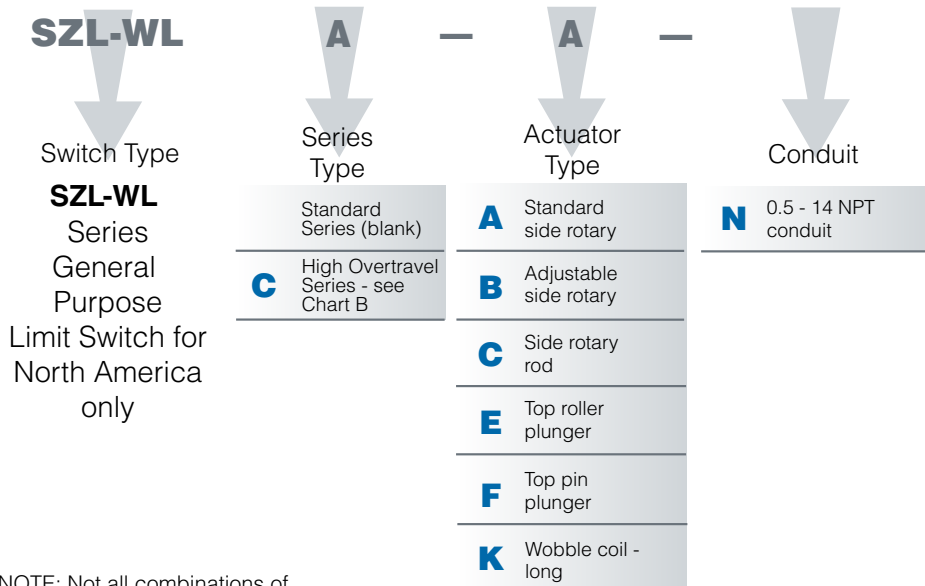 SZL-WL A — A —
Switch Type
SZL-WL
Series
General
Purpose
Limit Switch for
North America
only
Series
Type
Standard
Series (blank)
C High Overtravel
Series - see
Chart B
Actuator
Type
A Standard
side rotary
B Adjustable
side rotary
C Side rotary
rod
E Top roller
plunger
F Top pin
plunger
K Wobble coil -
long
Conduit
N 0.5 - 14 NPT
conduit
NOTE: Not all combinations of